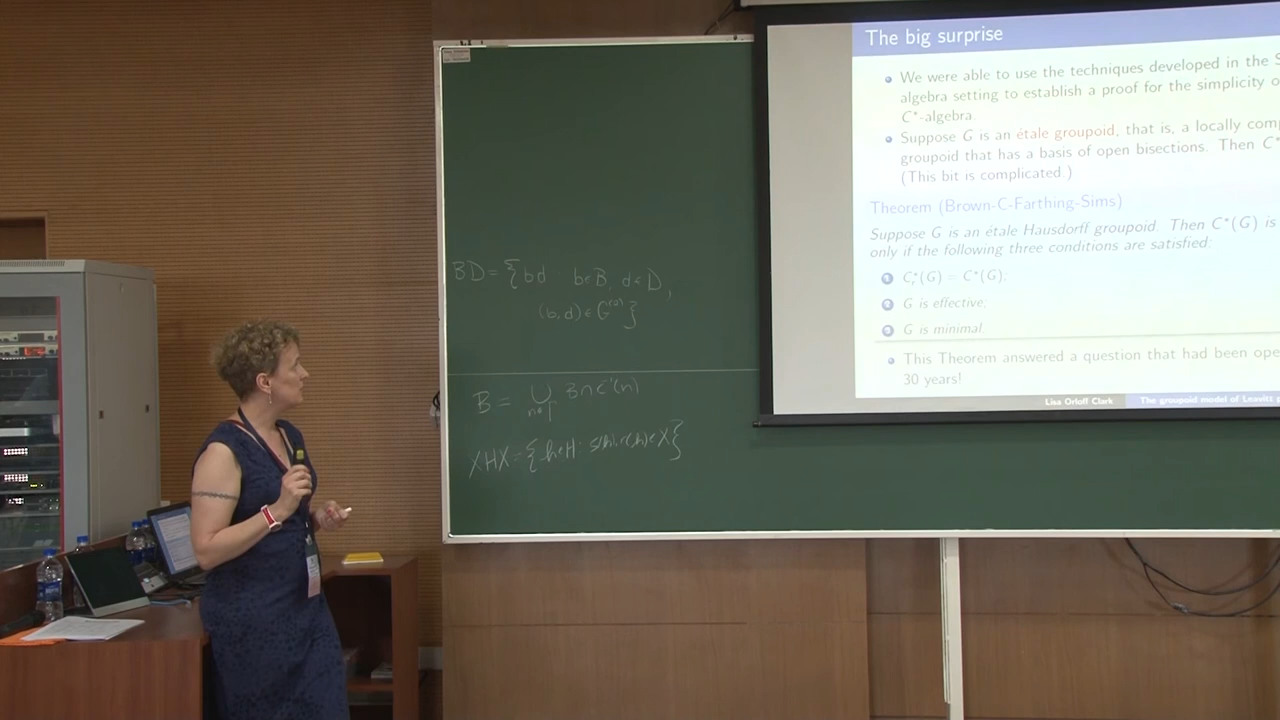 BD = { bd : b∈B, d∈D,
(b,d) ∈ G⁽²⁾ }
B = ∪ B∩c⁻¹(n)
n∈Γ
XHX = { h∈H : s(h), r(h) ∈ X }
The big surprise
We were able to use the techniques developed in the S
algebra setting to establish a proof for the simplicity o
C*-algebra.
Suppose G is an étale groupoid, that is, a locally comp
groupoid that has a basis of open bisections. Then C*
(This bit is complicated.)
Theorem (Brown-C-Farthing-Sims)
Suppose G is an étale Hausdorff groupoid. Then C*(G) is
only if the following three conditions are satisfied:
1 C*r(G) = C*(G);
2 G is effective;
3 G is minimal.
This Theorem answered a question that had been ope
30 years!
Lisa Orloff Clark The groupoid model of Leavitt p